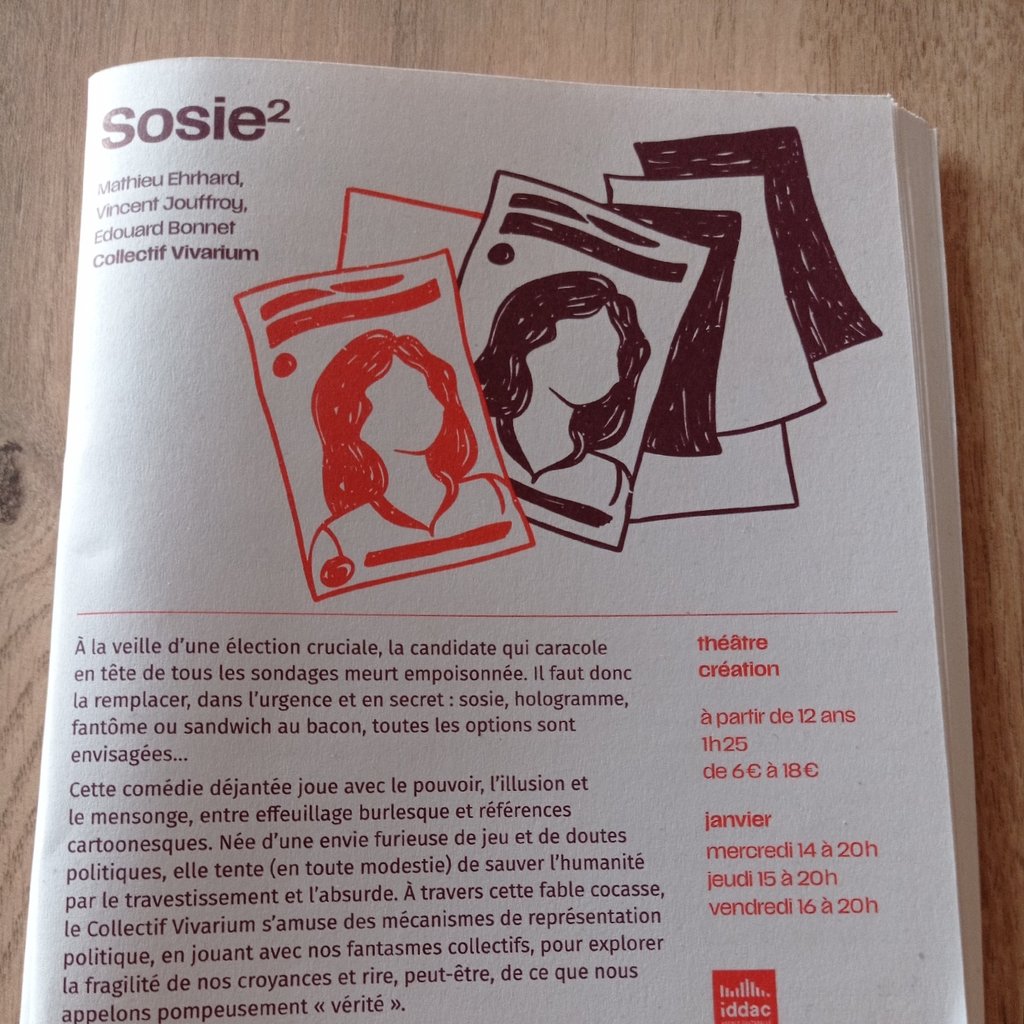 Sosie²
Mathieu Ehrhard,
Vincent Jouffroy,
Edouard Bonnet
Collectif Vivarium
À la veille d'une élection cruciale, la candidate qui caracole
en tête de tous les sondages meurt empoisonnée. Il faut donc
la remplacer, dans l'urgence et en secret : sosie, hologramme,
fantôme ou sandwich au bacon, toutes les options sont
envisagées...
Cette comédie déjantée joue avec le pouvoir, l'illusion et
le mensonge, entre effeuillage burlesque et références
cartoonesques. Née d'une envie furieuse de jeu et de doutes
politiques, elle tente (en toute modestie) de sauver l'humanité
par le travestissement et l'absurde. À travers cette fable cocasse,
le Collectif Vivarium s'amuse des mécanismes de représentation
politique, en jouant avec nos fantasmes collectifs, pour explorer
la fragilité de nos croyances et rire, peut-être, de ce que nous
appelons pompeusement « vérité ».
théâtre
création
à partir de 12 ans
1h25
de 6€ à 18€
janvier
mercredi 14 à 20h
jeudi 15 à 20h
vendredi 16 à 20h
iddac